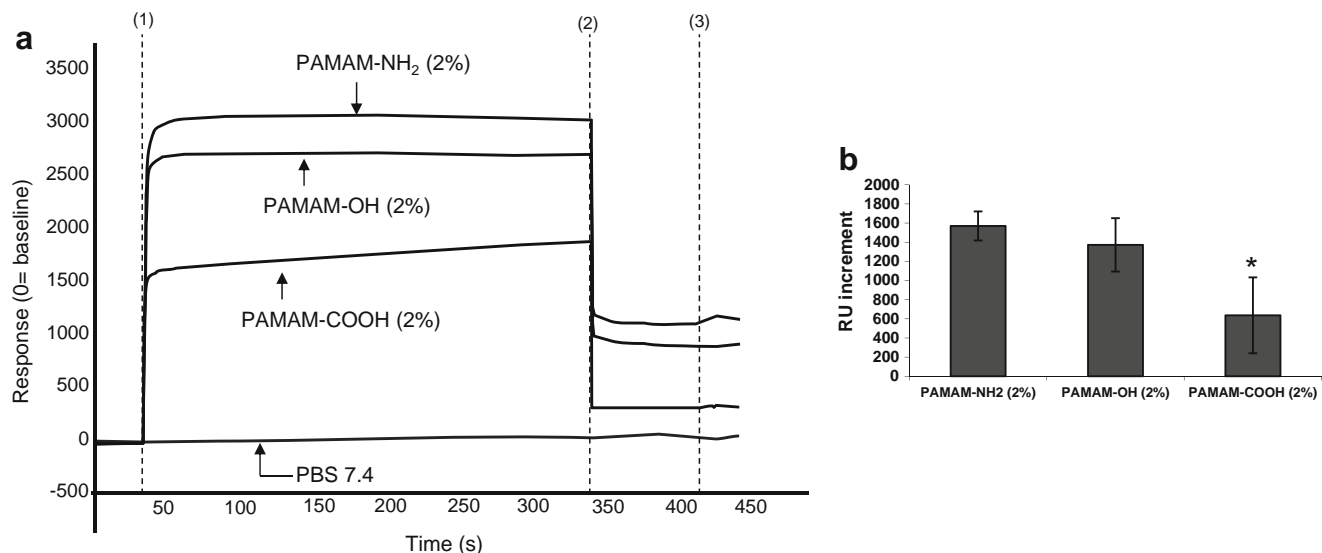 a
(1)
(2)
(3)
Response (0= baseline)
3500
3000
2500
2000
1500
1000
500
0
-500
PAMAM-NH₂ (2%)
PAMAM-OH (2%)
PAMAM-COOH (2%)
PBS 7.4
50 100 150 200 250 300 350 400 450
Time (s)
b
RU increment
2000
1800
1600
1400
1200
1000
800
600
400
200
0
*
PAMAM-NH2 (2%) PAMAM-OH (2%) PAMAM-COOH (2%)